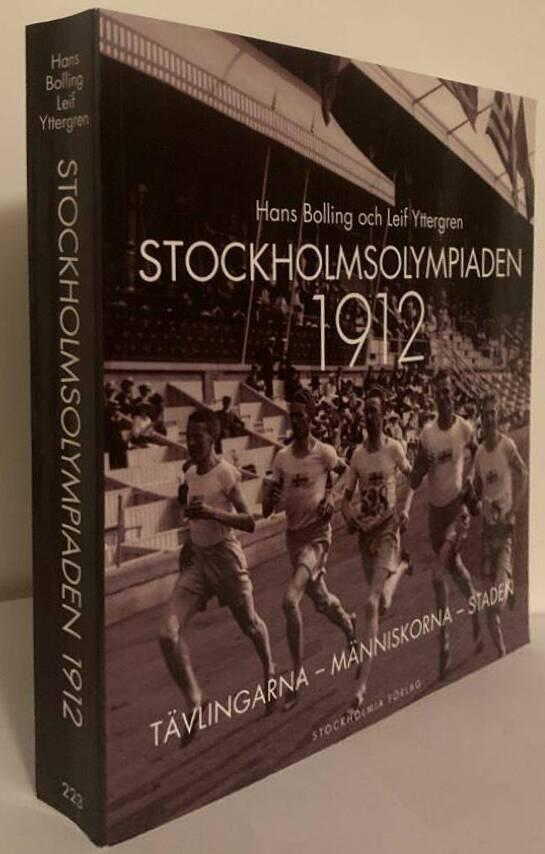 Hans
Bolling
Leif
Yttergren
STOCKHOLMSOLYMPIADEN 1912
223
Hans Bolling och Leif Yttergren
STOCKHOLMSOLYMPIADEN
1912
TÄVLINGARNA – MÄNNISKORNA – STADEN
STOCKHOLMIA FÖRLAG